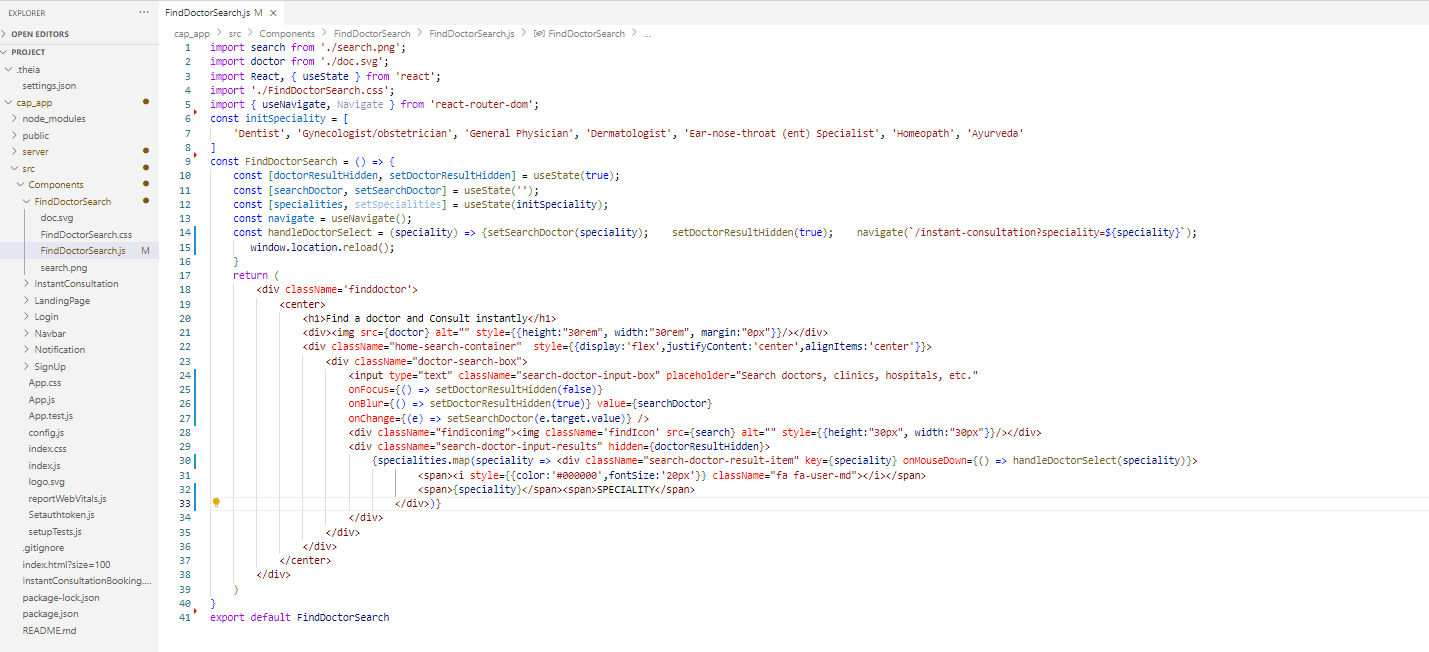 EXPLORER
···
OPEN EDITORS
PROJECT
.theia
settings.json
cap_app
node_modules
public
server
src
Components
FindDoctorSearch
doc.svg
FindDoctorSearch.css
FindDoctorSearch.js M
search.png
InstantConsultation
LandingPage
Login
Navbar
Notification
SignUp
App.css
App.js
App.test.js
config.js
index.css
index.js
logo.svg
reportWebVitals.js
Setauthtoken.js
setupTests.js
.gitignore
index.html?size=100
InstantConsultationBooking....
package-lock.json
package.json
README.md
FindDoctorSearch.js M
cap_app > src > Components > FindDoctorSearch > FindDoctorSearch.js > FindDoctorSearch > ...
1 import search from './search.png';
2 import doctor from './doc.svg';
3 import React, { useState } from 'react';
4 import './FindDoctorSearch.css';
5 import { useNavigate, Navigate } from 'react-router-dom';
6 const initSpeciality = [
7 'Dentist', 'Gynecologist/obstetrician', 'General Physician', 'Dermatologist', 'Ear-nose-throat (ent) Specialist', 'Homeopath', 'Ayurveda'
8 ]
9 const FindDoctorSearch = () => {
10 const [doctorResultHidden, setDoctorResultHidden] = useState(true);
11 const [searchDoctor, setSearchDoctor] = useState('');
12 const [specialities, setSpecialities] = useState(initSpeciality);
13 const navigate = useNavigate();
14 const handleDoctorSelect = (speciality) => {setSearchDoctor(speciality); setDoctorResultHidden(true); navigate(`/instant-consultation?speciality=${speciality}`);
15 window.location.reload();
16 }
17 return (
18 <div className='finddoctor'>
19 <center>
20 <h1>Find a doctor and Consult instantly</h1>
21 <div><img src={doctor} alt="" style={{height:"30rem", width:"30rem", margin:"0px"}}/></div>
22 <div className="home-search-container" style={{display:'flex',justifyContent:'center',alignItems:'center'}}>
23 <div className="doctor-search-box">
24 <input type="text" className="search-doctor-input-box" placeholder="Search doctors, clinics, hospitals, etc."
25 onFocus={() => setDoctorResultHidden(false)}
26 onBlur={() => setDoctorResultHidden(true)} value={searchDoctor}
27 onChange={(e) => setSearchDoctor(e.target.value)} />
28 <div className="findiconimg"><img className='findIcon' src={search} alt="" style={{height:"30px", width:"30px"}}/></div>
29 <div className="search-doctor-input-results" hidden={doctorResultHidden}>
30 {specialities.map(speciality => <div className="search-doctor-result-item" key={speciality} onMouseDown={() => handleDoctorSelect(speciality)}>
31 <span><i style={{color:'#000000',fontSize:'20px'}} className="fa fa-user-md"></i></span>
32 <span>{speciality}</span><span>SPECIALITY</span>
33 </div>)}
34 </div>
35 </div>
36 </div>
37 </center>
38 </div>
39 )
40 }
41 export default FindDoctorSearch